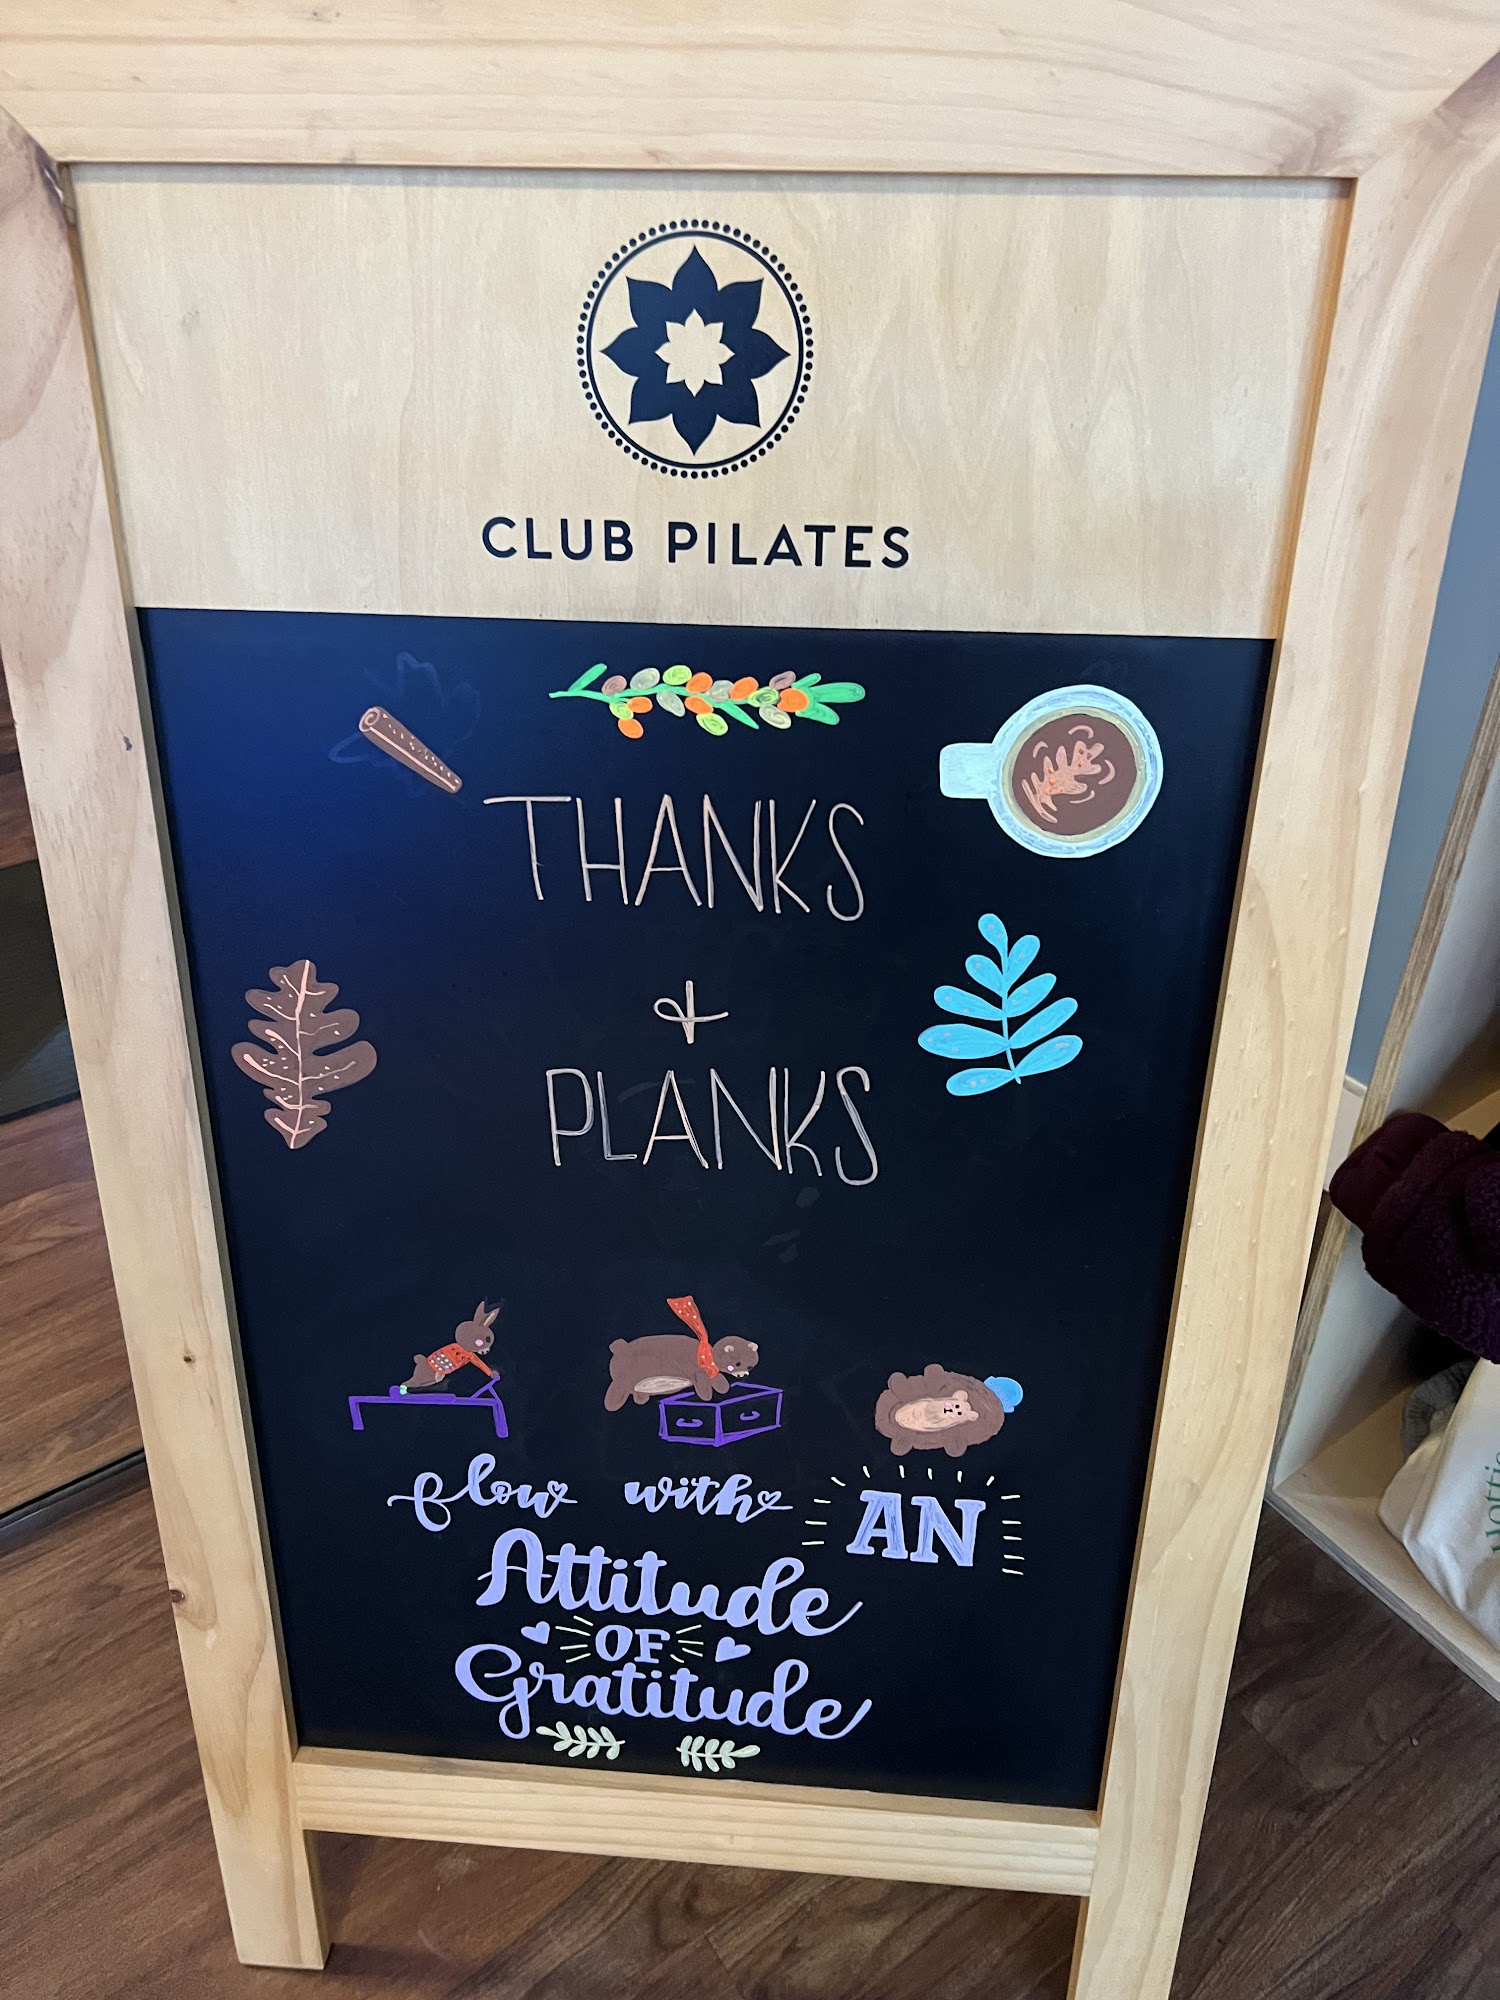 CLUB PILATES
THANKS
&
PLANKS
flow with AN
Attitude
OF
Gratitude